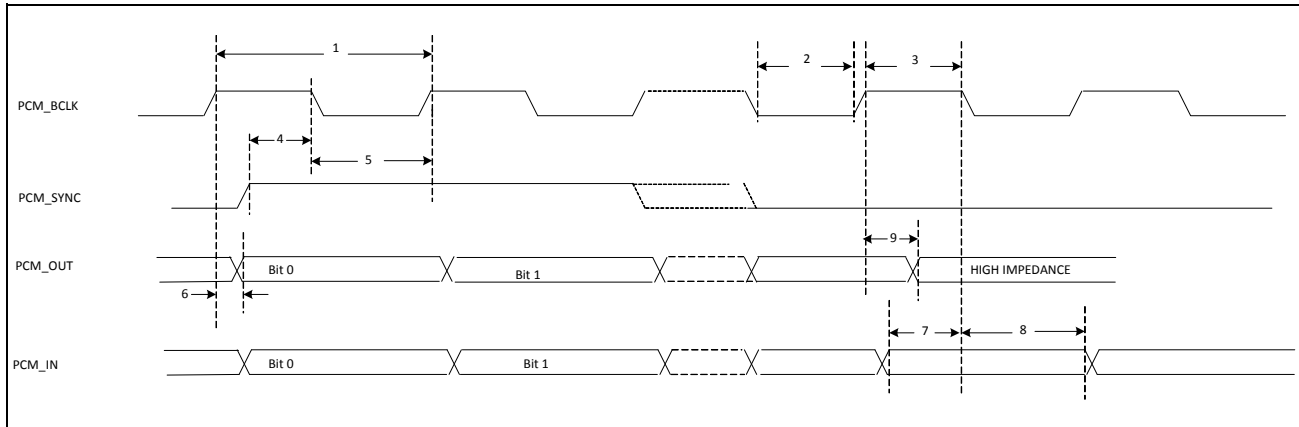 1
2
3
PCM_BCLK
4
5
PCM_SYNC
9
PCM_OUT
Bit 0
Bit 1
HIGH IMPEDANCE
6
7
8
PCM_IN
Bit 0
Bit 1